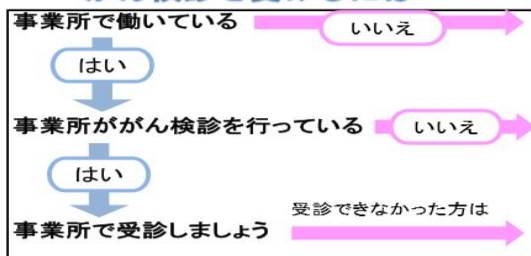 事業所で働いている
いいえ
はい
事業所ががん検診を行っている
いいえ
はい
受診できなかった方は
事業所で受診しましょう